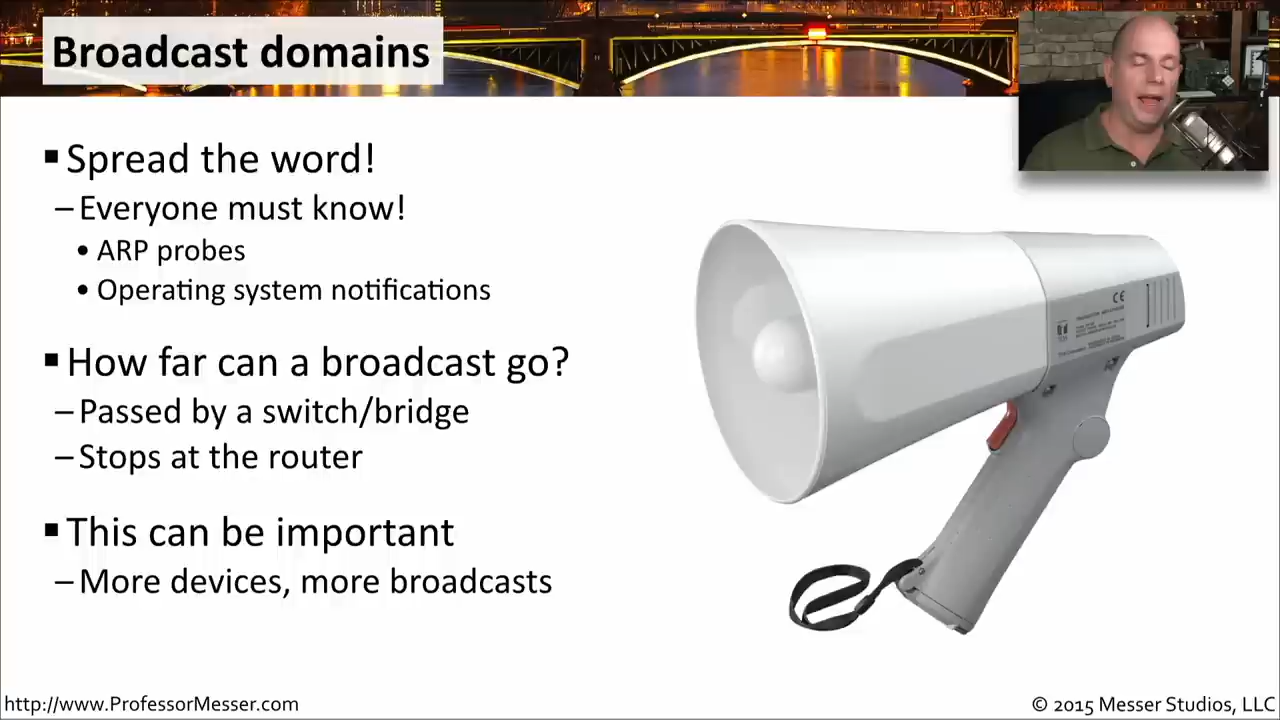 Broadcast domains
▪ Spread the word!
– Everyone must know!
• ARP probes
• Operating system notifications
▪ How far can a broadcast go?
– Passed by a switch/bridge
– Stops at the router
▪ This can be important
– More devices, more broadcasts
CE
http://www.ProfessorMesser.com
© 2015 Messer Studios, LLC